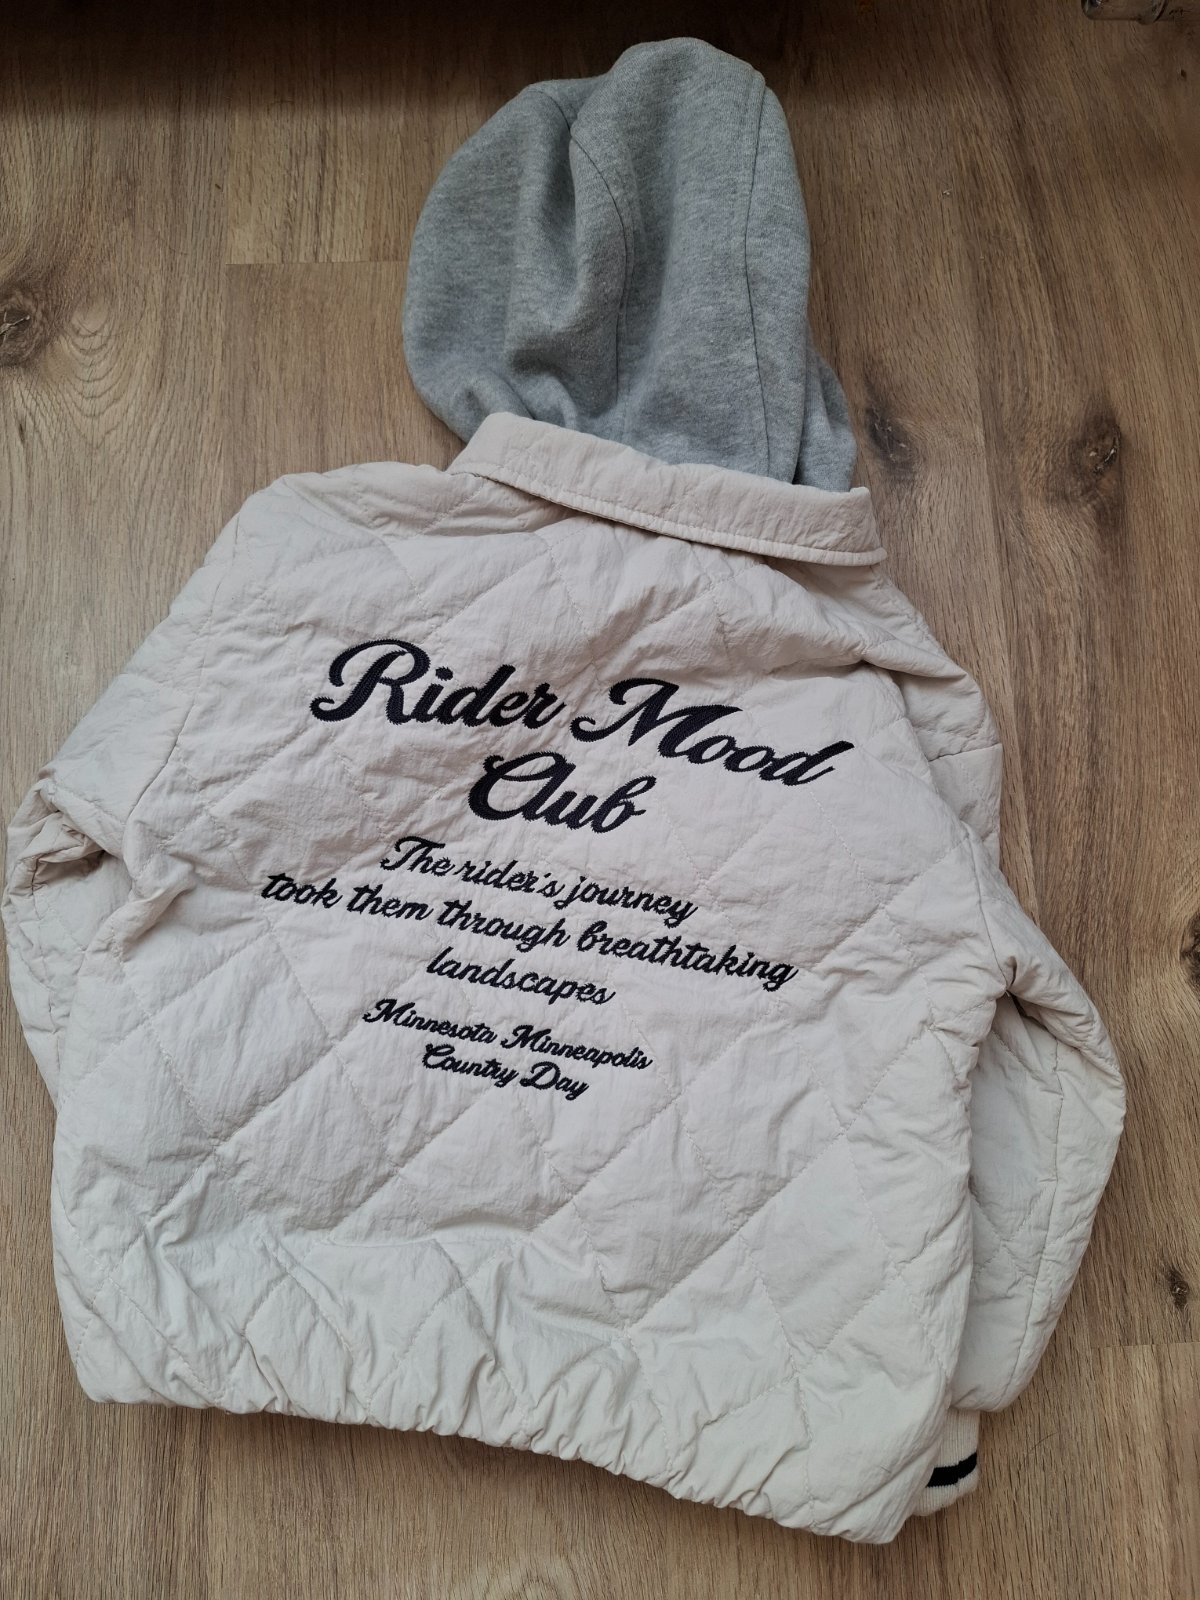 Rider Mood
Club
The rider's journey
took them through breathtaking
landscapes
Minnesota Minneapolis
Country Day